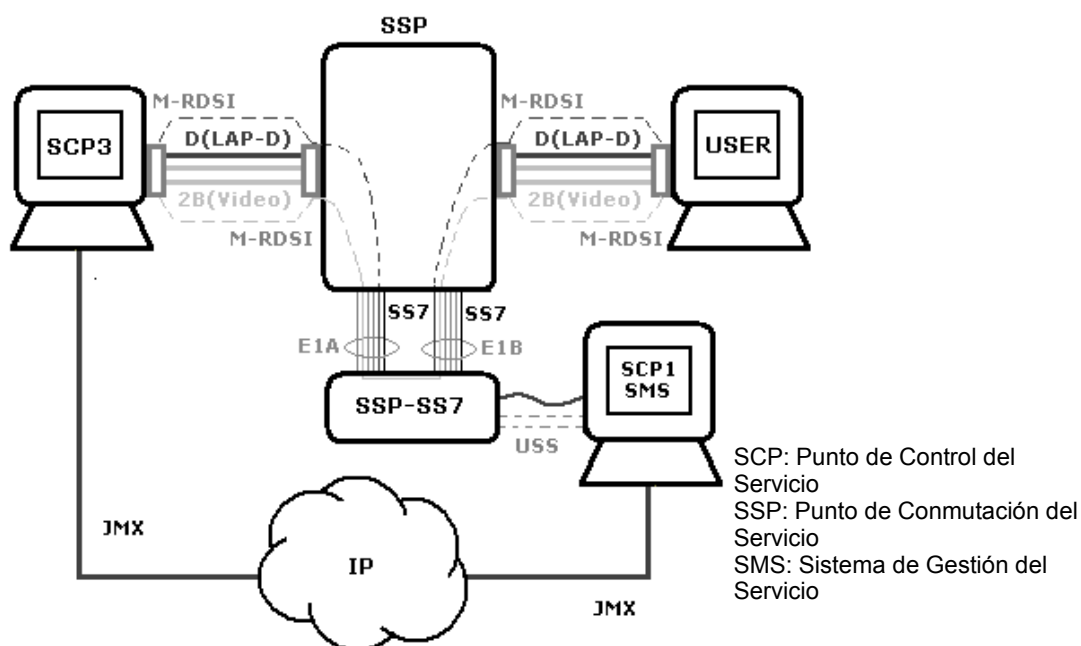 SSP
SCP3
M-RDSI
D(LAP-D)
2B(Video)
M-RDSI
M-RDSI
D(LAP-D)
2B(Video)
M-RDSI
USER
SS7
SS7
E1A
E1B
SSP-SS7
USS
SCP1
SMS
SCP: Punto de Control del
Servicio
SSP: Punto de Conmutación del
Servicio
SMS: Sistema de Gestión del
Servicio
JMX
IP
JMX